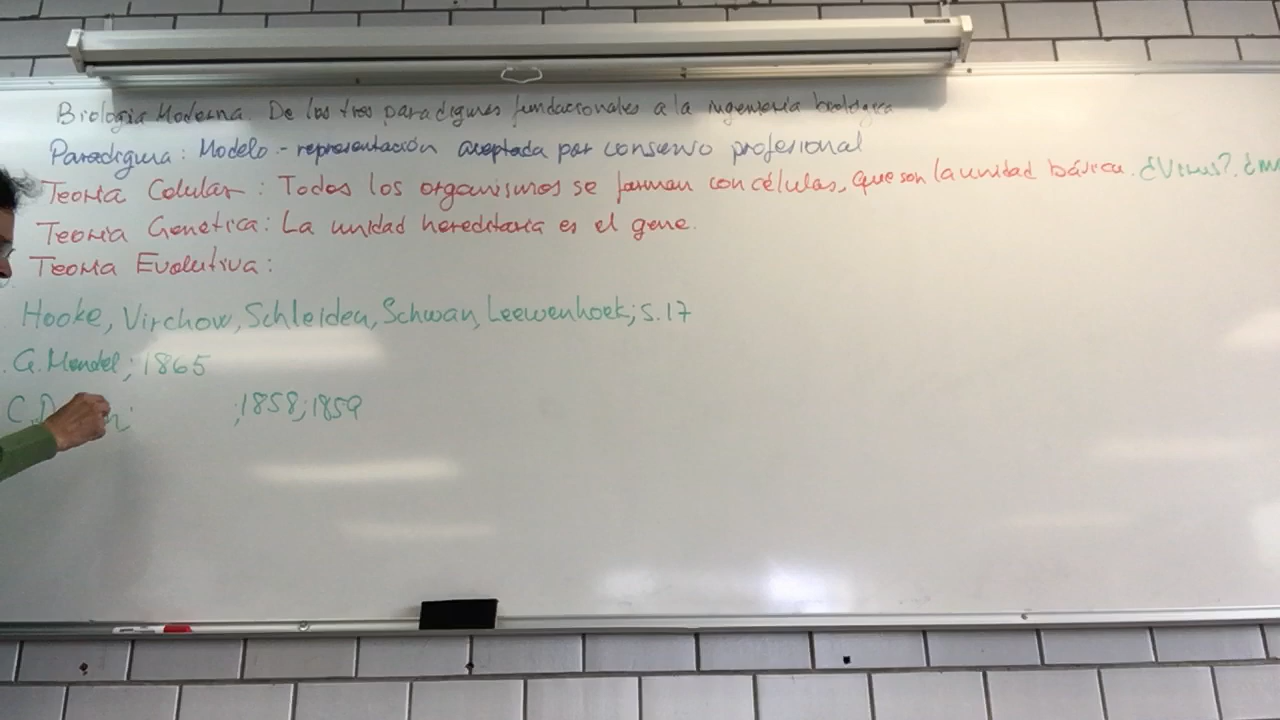 Biología Moderna. De los tres paradigmas fundacionales a la ingeniería biológica
Paradigma: Modelo - representación aceptada por consenso profesional
Teoría Celular: Todos los organismos se forman con células, que son la unidad básica. ¿Virus?.
Teoría Genética: La unidad hereditaria es el gene.
Teoría Evolutiva:
Hooke, Virchow, Schleiden, Schwan, Leewenhoek; S.17
G. Mendel; 1865
;1858; 1859